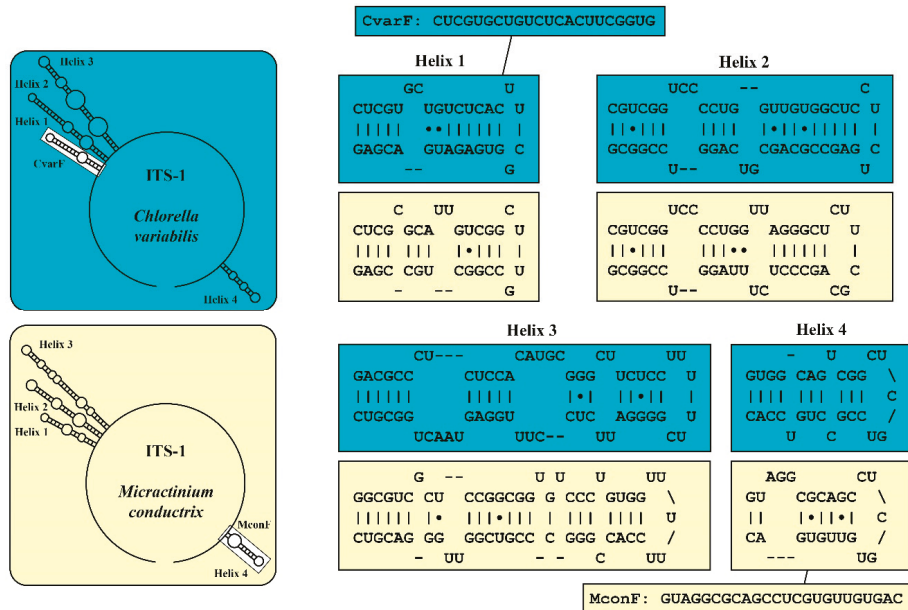 CvarF: CUCGUGCUGUCUCACUUCGGUG
Helix 3
Helix 2
Helix 1
CvarF
ITS-1
Chlorella
variabilis
Helix 4
Helix 1
GC U
CUCGU UGUCUCAC U
||||| ••||||||
GAGCA GUAGAGUG C
-- G
Helix 2
UCC -- C
CGUCGG CCUG GUUGUGGCUC U
||•||| |||| ||•|•|||||
GCGGCC GGAC CGACGCCGAG C
U-- UG U
C UU C
CUCG GCA GUCGG U
|||| ||| ||•|||
GAGC CGU CGGCC U
- -- G
UCC UU CU
CGUCGG CCUGG AGGGCU U
||•||| |||•• ||||||
GCGGCC GGAUU UCCCGA C
U-- UC CG
Helix 3
CU--- CAUGC CU UU
GACGCC CUCCA GGG UCUCC U
|||||| ||||| |•| ||•||
CUGCGG GAGGU CUC AGGGG U
UCAAU UUC-- UU CU
Helix 4
- U CU
GUGG CAG CGG \
|||| ||| ||| C
CACC GUC GCC /
U C UG
Helix 3
Helix 2
Helix 1
ITS-1
Micractinium
conductrix
MconF
Helix 4
G -- U U U UU
GGCGUC CU CCGGCGG G CCC GUGG \
|||||| |• ||•|||| | ||| |||| U
CUGCAG GG GGCUGCC C GGG CACC /
- UU -- C UU
AGG CU
GU CGCAGC \
|| |•||•| C
CA GUGUUG /
--- UG
MconF: GUAGGCGCAGCCUCGUGUUGUGAC